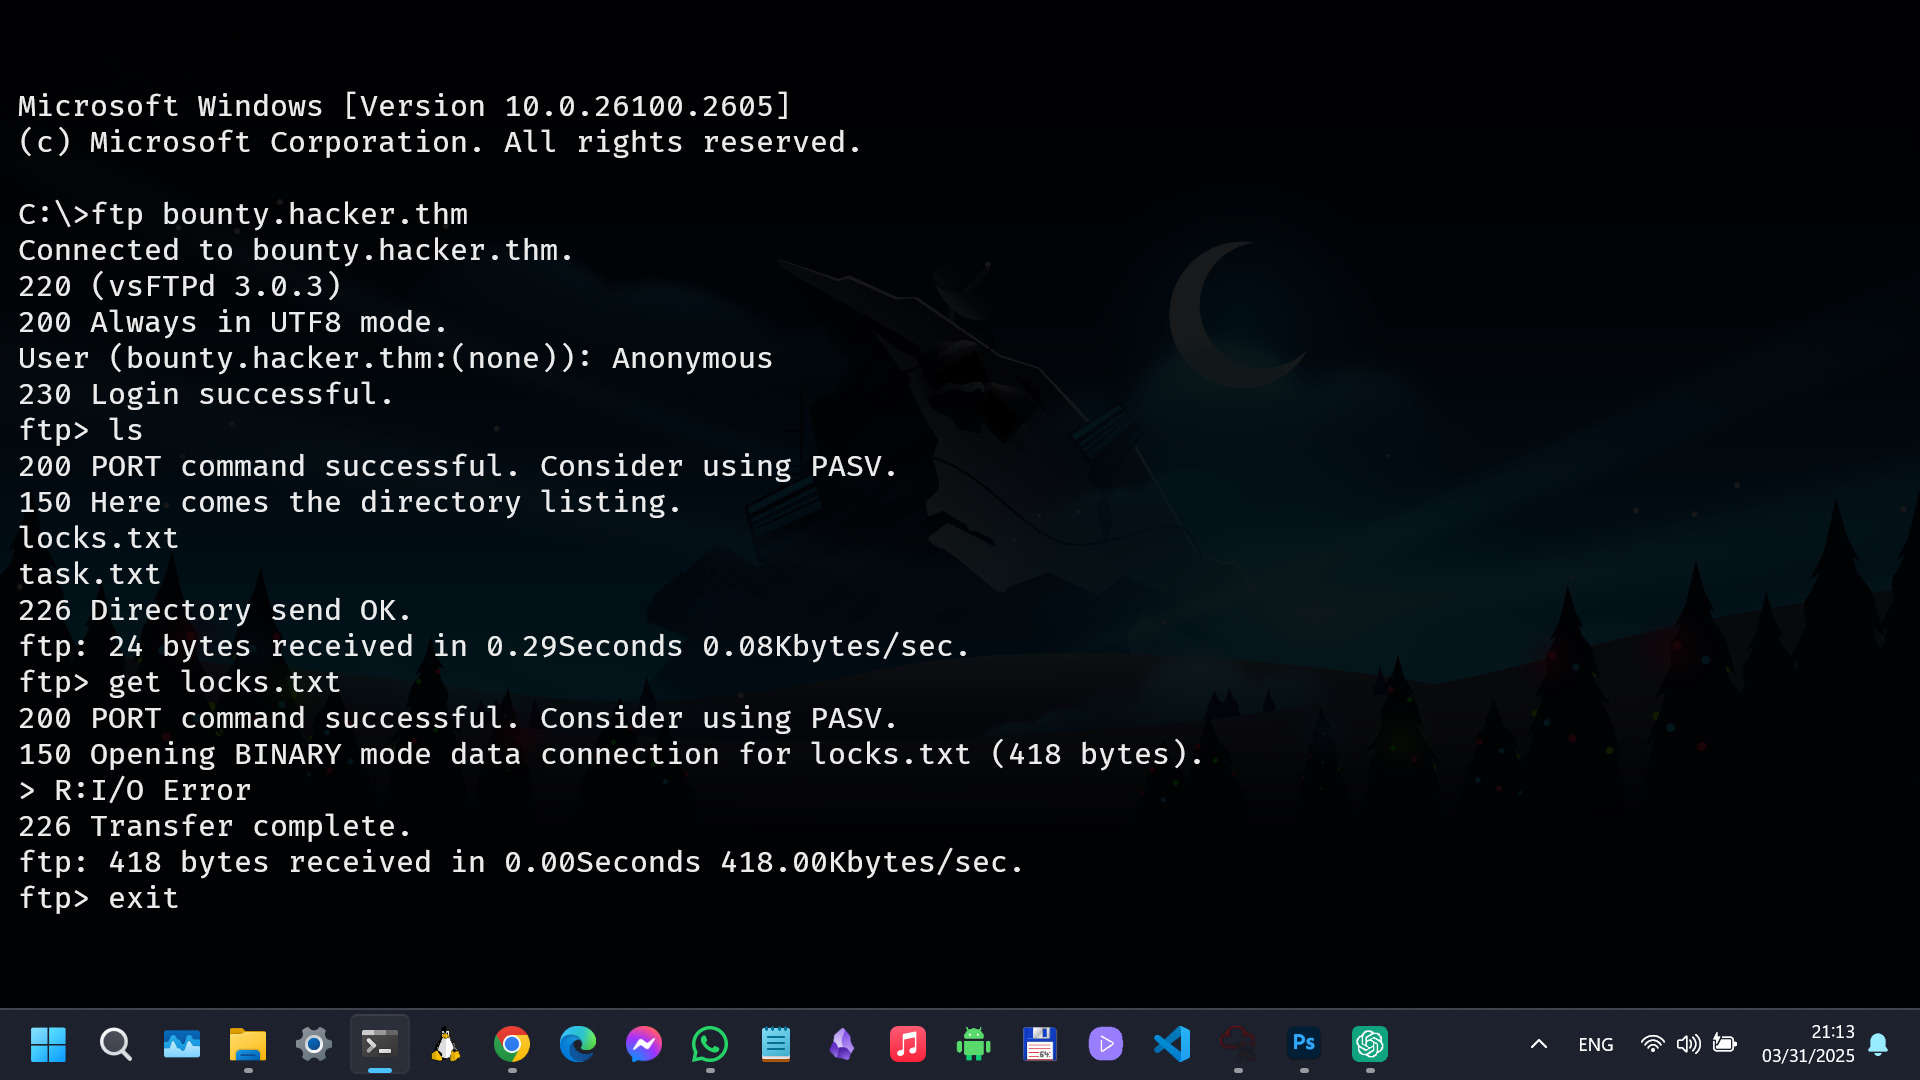 Microsoft Windows [Version 10.0.26100.2605]
(c) Microsoft Corporation. All rights reserved.
C:\>ftp bounty.hacker.thm
Connected to bounty.hacker.thm.
220 (vsFTPd 3.0.3)
200 Always in UTF8 mode.
User (bounty.hacker.thm:(none)): Anonymous
230 Login successful.
ftp> ls
200 PORT command successful. Consider using PASV.
150 Here comes the directory listing.
locks.txt
task.txt
226 Directory send OK.
ftp: 24 bytes received in 0.29Seconds 0.08Kbytes/sec.
ftp> get locks.txt
200 PORT command successful. Consider using PASV.
150 Opening BINARY mode data connection for locks.txt (418 bytes).
> R:I/O Error
226 Transfer complete.
ftp: 418 bytes received in 0.00Seconds 418.00Kbytes/sec.
ftp> exit
64
Ps
ENG
21:13
03/31/2025